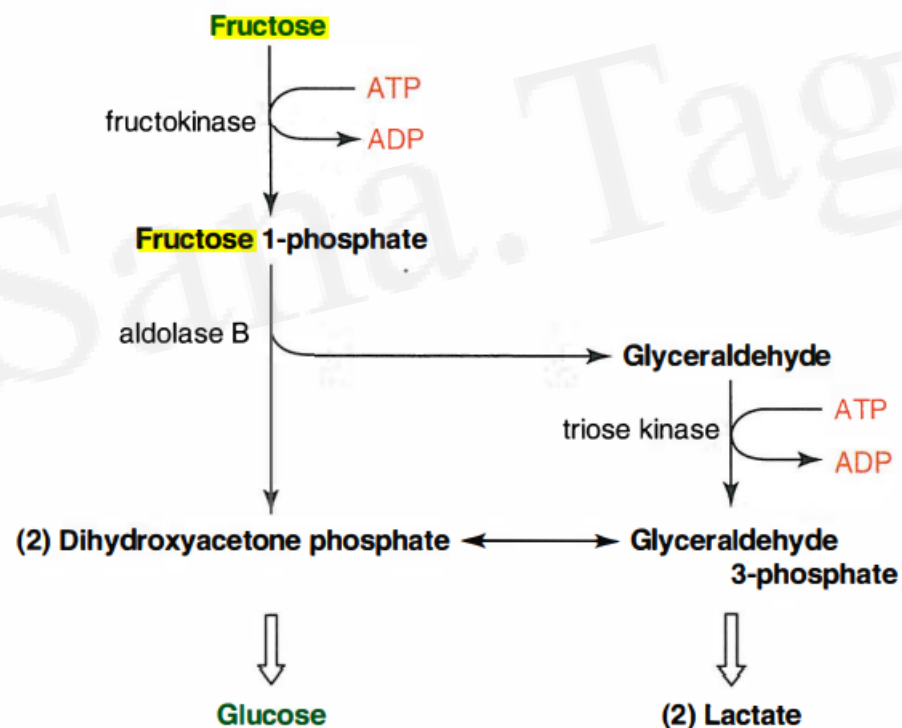 Fructose
ATP
fructokinase
ADP
Fructose 1-phosphate
aldolase B
Glyceraldehyde
ATP
triose kinase
ADP
(2) Dihydroxyacetone phosphate
Glyceraldehyde
3-phosphate
Glucose
(2) Lactate
Sana.Tag